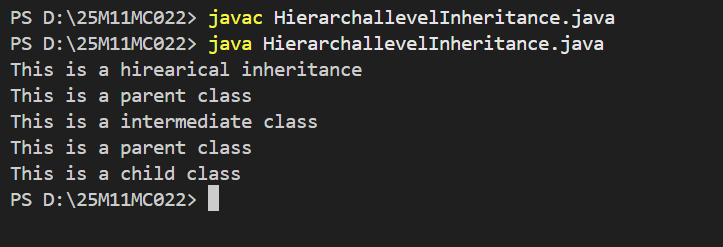 PS D:\25M11MC022> javac HierarchallevelInheritance.java
PS D:\25M11MC022> java HierarchallevelInheritance.java
This is a hirearical inheritance
This is a parent class
This is a intermediate class
This is a parent class
This is a child class
PS D:\25M11MC022>